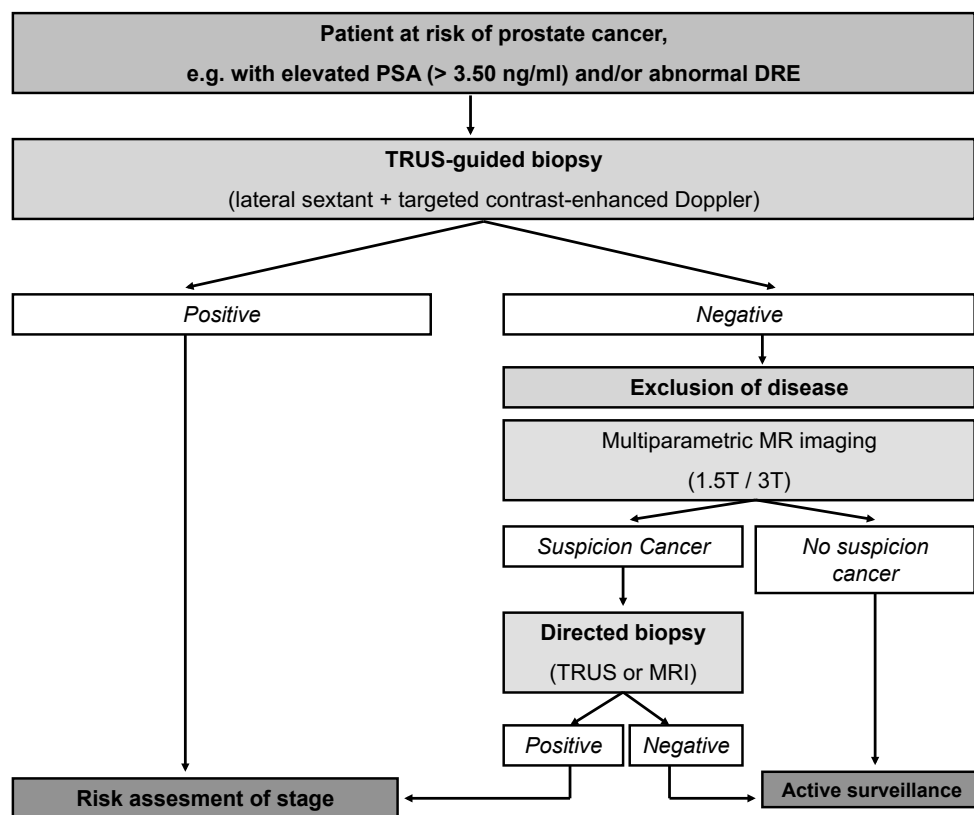 Patient at risk of prostate cancer,
e.g. with elevated PSA (> 3.50 ng/ml) and/or abnormal DRE
TRUS-guided biopsy
(lateral sextant + targeted contrast-enhanced Doppler)
Positive
Negative
Exclusion of disease
Multiparametric MR imaging
(1.5T / 3T)
Suspicion Cancer
No suspicion
cancer
Directed biopsy
(TRUS or MRI)
Positive
Negative
Risk assesment of stage
Active surveillance